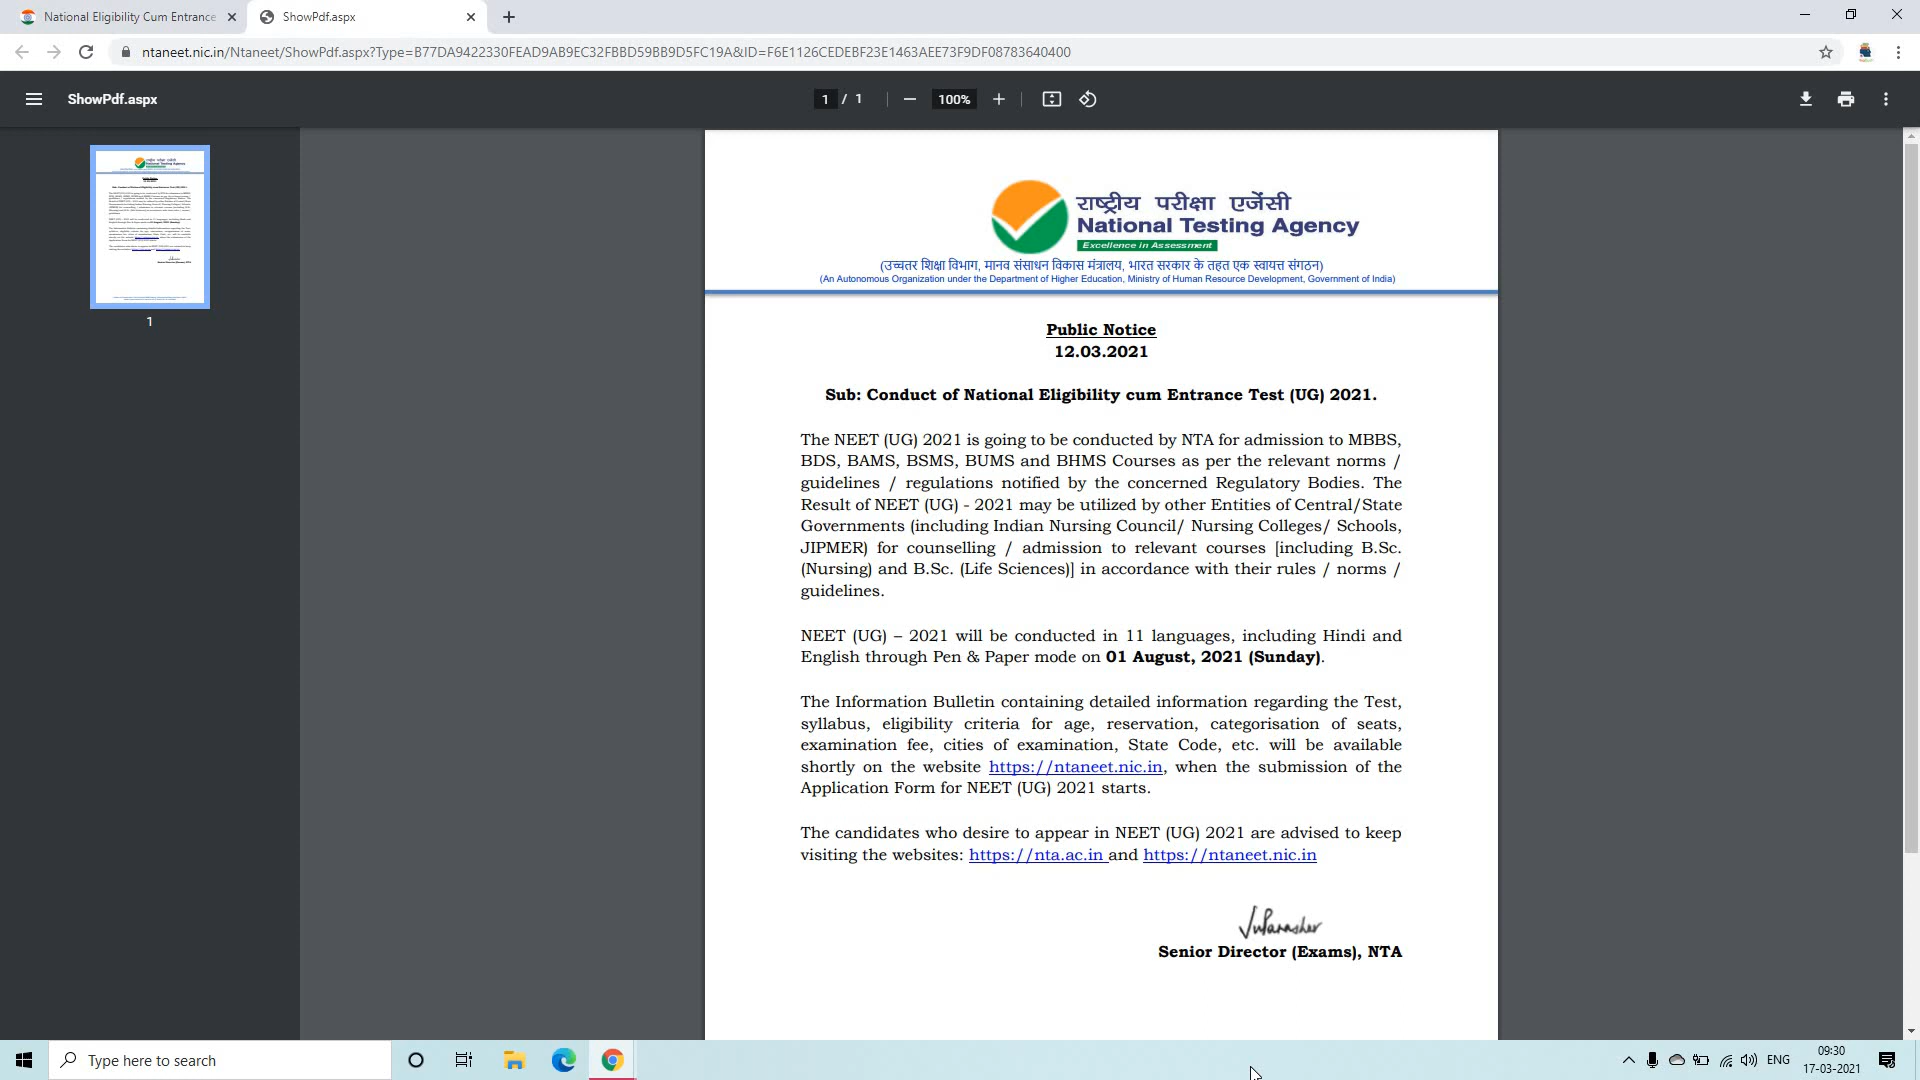 National Eligibility Cum Entrance
ShowPdf.aspx
ntaneet.nic.in/Ntaneet/ShowPdf.aspx?Type=B77DA9422330FEAD9AB9EC32FBBD59BB9D5FC19A&ID=F6E1126CEDEBF23E1463AEE73F9DF08783640400
ShowPdf.aspx
1 / 1
100%
1
राष्ट्रीय परीक्षा एजेंसी
National Testing Agency
Excellence in Assessment
(उच्चतर शिक्षा विभाग, मानव संसाधन विकास मंत्रालय, भारत सरकार के तहत एक स्वायत्त संगठन)
(An Autonomous Organization under the Department of Higher Education, Ministry of Human Resource Development, Government of India)
Public Notice
12.03.2021
Sub: Conduct of National Eligibility cum Entrance Test (UG) 2021.
The NEET (UG) 2021 is going to be conducted by NTA for admission to MBBS,
BDS, BAMS, BSMS, BUMS and BHMS Courses as per the relevant norms /
guidelines / regulations notified by the concerned Regulatory Bodies. The
Result of NEET (UG) - 2021 may be utilized by other Entities of Central/State
Governments (including Indian Nursing Council/ Nursing Colleges/ Schools,
JIPMER) for counselling / admission to relevant courses [including B.Sc.
(Nursing) and B.Sc. (Life Sciences)] in accordance with their rules / norms /
guidelines.
NEET (UG) – 2021 will be conducted in 11 languages, including Hindi and
English through Pen & Paper mode on 01 August, 2021 (Sunday).
The Information Bulletin containing detailed information regarding the Test,
syllabus, eligibility criteria for age, reservation, categorisation of seats,
examination fee, cities of examination, State Code, etc. will be available
shortly on the website https://ntaneet.nic.in, when the submission of the
Application Form for NEET (UG) 2021 starts.
The candidates who desire to appear in NEET (UG) 2021 are advised to keep
visiting the websites: https://nta.ac.in and https://ntaneet.nic.in
Senior Director (Exams), NTA
Type here to search
ENG
09:30
17-03-2021